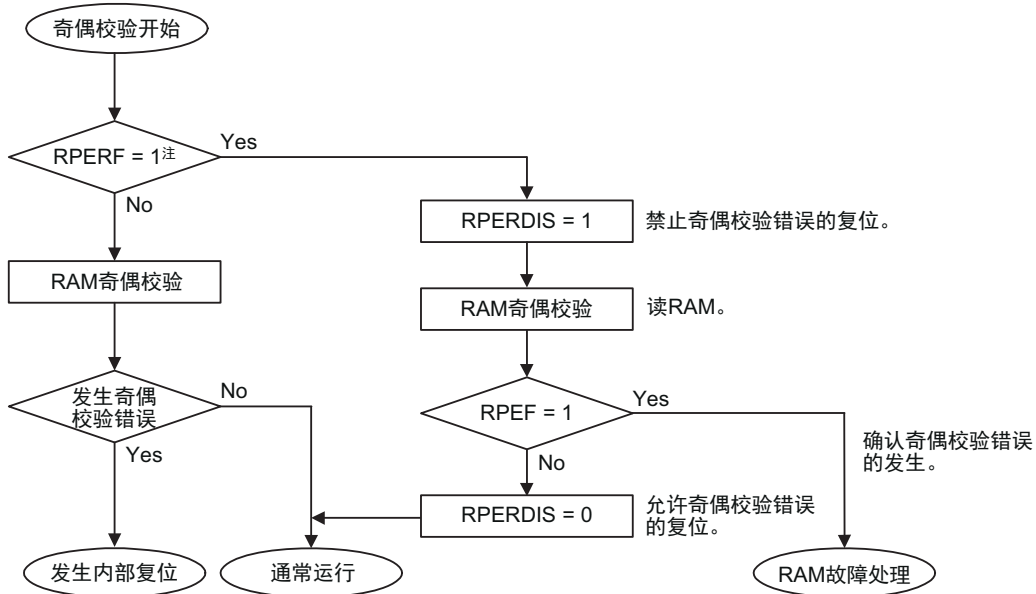 奇偶校验开始
RPERF = 1注
Yes
No
RPERDIS = 1
禁止奇偶校验错误的复位。
RAM奇偶校验
RAM奇偶校验
读RAM。
发生奇偶
校验错误
No
Yes
RPEF = 1
Yes
No
确认奇偶校验错误
的发生。
RPERDIS = 0
允许奇偶校验错误
的复位。
发生内部复位
通常运行
RAM故障处理